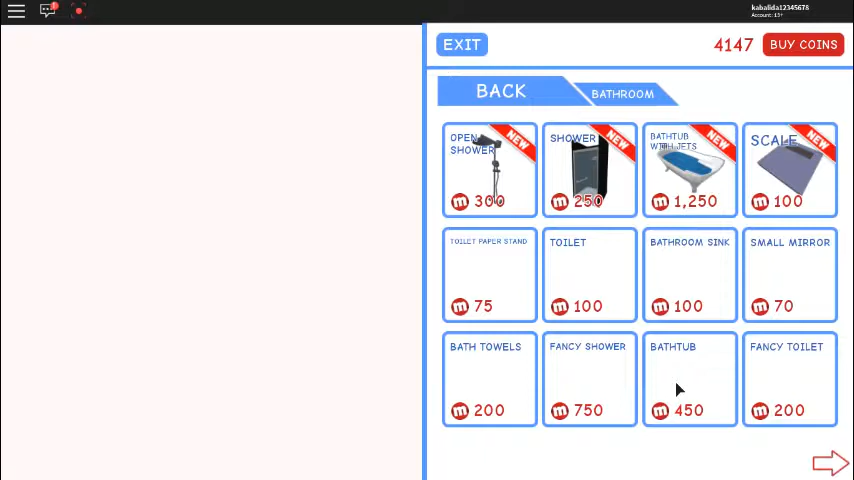 kabalida12345678
Account: 13+
EXIT
4147
BUY COINS
BACK
BATHROOM
OPEN
SHOWER
NEW
m 300
SHOWER
NEW
m 250
BATHTUB
WITH JETS
NEW
m 1,250
SCALE
NEW
m 100
TOILET PAPER STAND
m 75
TOILET
m 100
BATHROOM SINK
m 100
SMALL MIRROR
m 70
BATH TOWELS
m 200
FANCY SHOWER
m 750
BATHTUB
m 450
FANCY TOILET
m 200